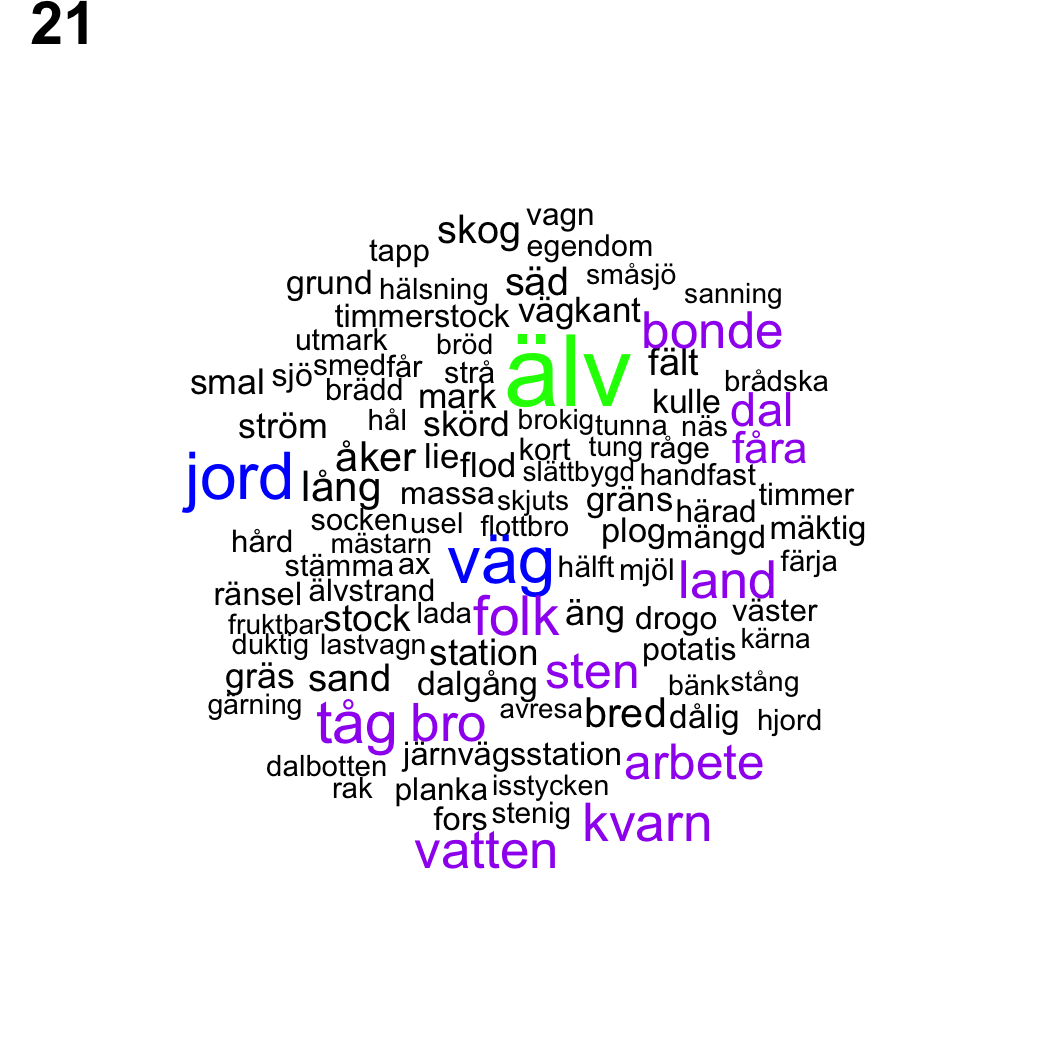 21
vagn
skog
tapp egendom
grund hälsning säd småsjö
sanning
timmerstock vägkant
bonde
utmark bröd älv fält
smal sjö smed får strå brådska
brädd mark kulle dal
ström hål skörd brokig tunna näs
åker lie flod kort tung råge fåra
jord lång massa skjuts slättbygd handfast
gräns härad timmer
socken usel flottbro plog mängd mäktig
hård mästarn väg
stämma ax hälft mjöl land färja
ränsel älvstrand
fruktbar stock lada folk äng drogo väster
duktig lastvagn station potatis kärna
gräs sand dalgång sten bänk stång
gärning tåg bro avresa bred dålig hjord
dalbotten järnvägsstation arbete
rak planka isstycken
fors stenig kvarn
vatten